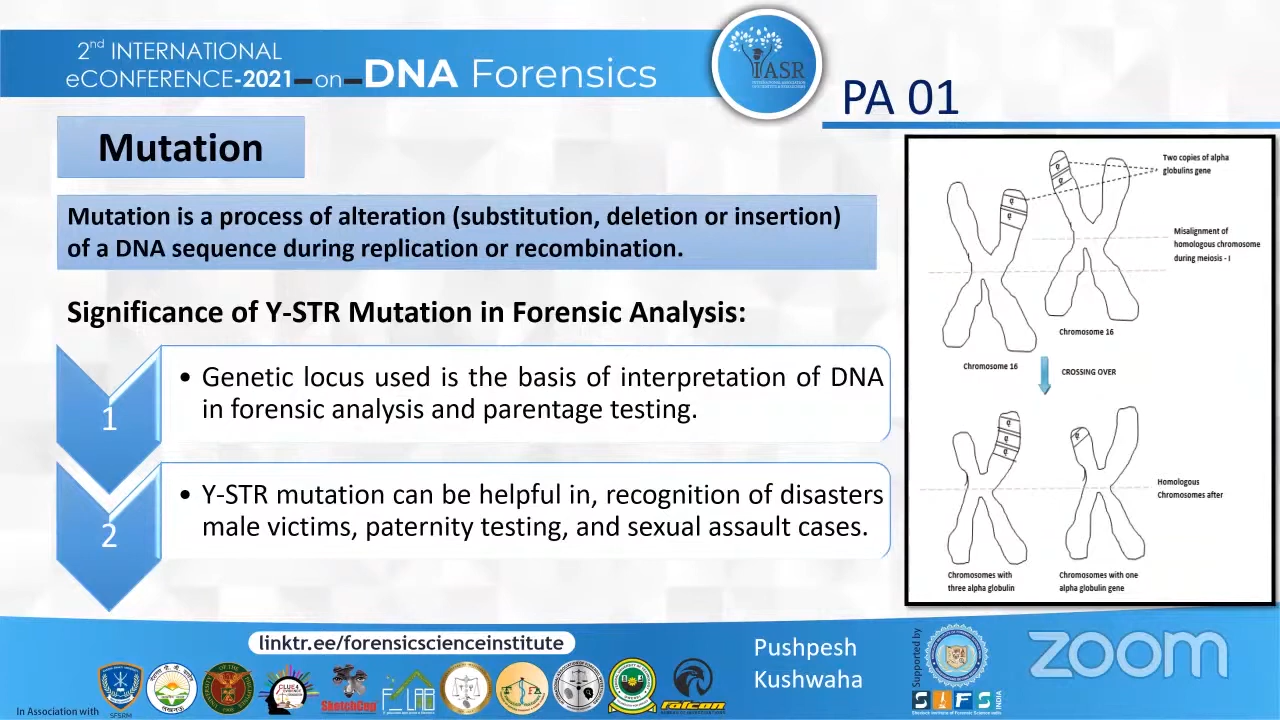 2nd INTERNATIONAL
eCONFERENCE-2021-on-DNA Forensics
IASR
PA 01
Mutation
Mutation is a process of alteration (substitution, deletion or insertion)
of a DNA sequence during replication or recombination.
Significance of Y-STR Mutation in Forensic Analysis:
1
• Genetic locus used is the basis of interpretation of DNA
in forensic analysis and parentage testing.
2
• Y-STR mutation can be helpful in, recognition of disasters
male victims, paternity testing, and sexual assault cases.
Two copies of alpha
globulins gene
Misalignment of
homologous chromosome
during meiosis - I
Chromosome 16
Chromosome 16
CROSSING OVER
Homologous
Chromosomes after
Chromosomes with
three alpha globulin
Chromosomes with one
alpha globulin gene
linktr.ee/forensicscienceinstitute
In Association with
SFSRM
SketchCop
falcon
Pushpesh
Kushwaha
Supported by
SIFS
INDIA
zoom